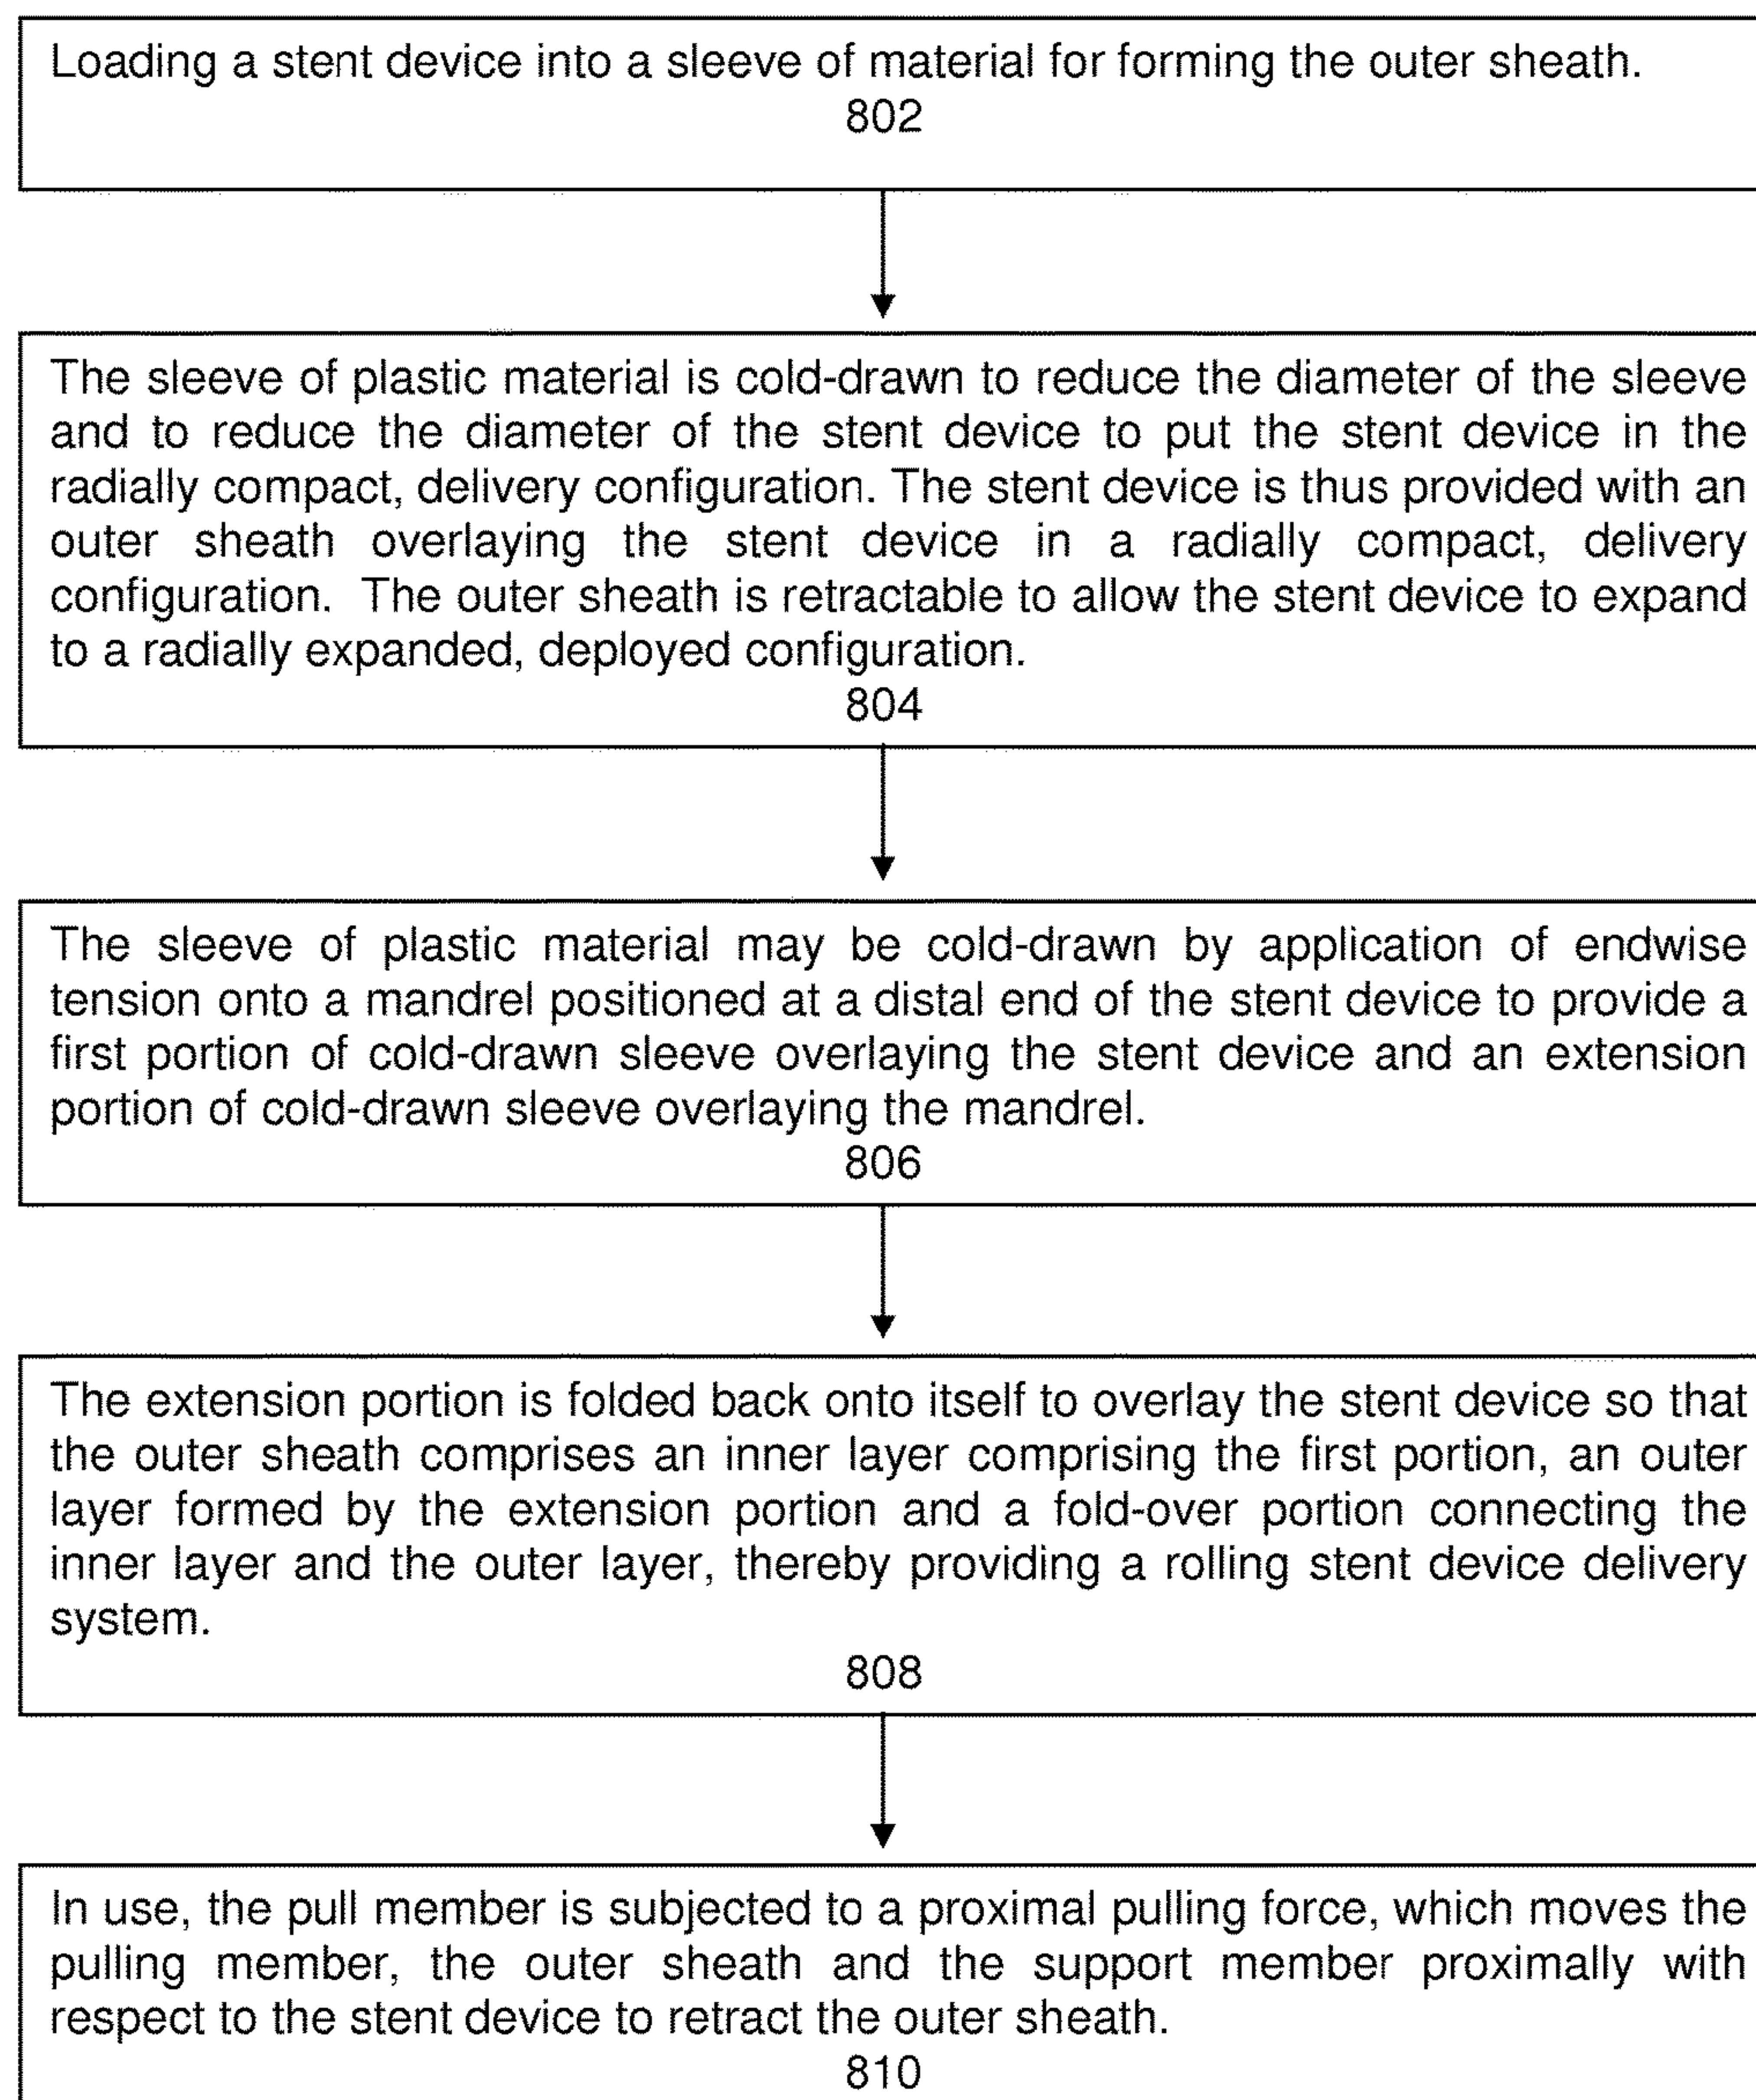 Loading a stent device into a sleeve of material for forming the outer sheath.
802
The sleeve of plastic material is cold-drawn to reduce the diameter of the sleeve
and to reduce the diameter of the stent device to put the stent device in the
radially compact, delivery configuration. The stent device is thus provided with an
outer sheath overlaying the stent device in a radially compact, delivery
configuration. The outer sheath is retractable to allow the stent device to expand
to a radially expanded, deployed configuration.
804
The sleeve of plastic material may be cold-drawn by application of endwise
tension onto a mandrel positioned at a distal end of the stent device to provide a
first portion of cold-drawn sleeve overlaying the stent device and an extension
portion of cold-drawn sleeve overlaying the mandrel.
806
The extension portion is folded back onto itself to overlay the stent device so that
the outer sheath comprises an inner layer comprising the first portion, an outer
layer formed by the extension portion and a fold-over portion connecting the
inner layer and the outer layer, thereby providing a rolling stent device delivery
system.
808
In use, the pull member is subjected to a proximal pulling force, which moves the
pulling member, the outer sheath and the support member proximally with
respect to the stent device to retract the outer sheath.
810